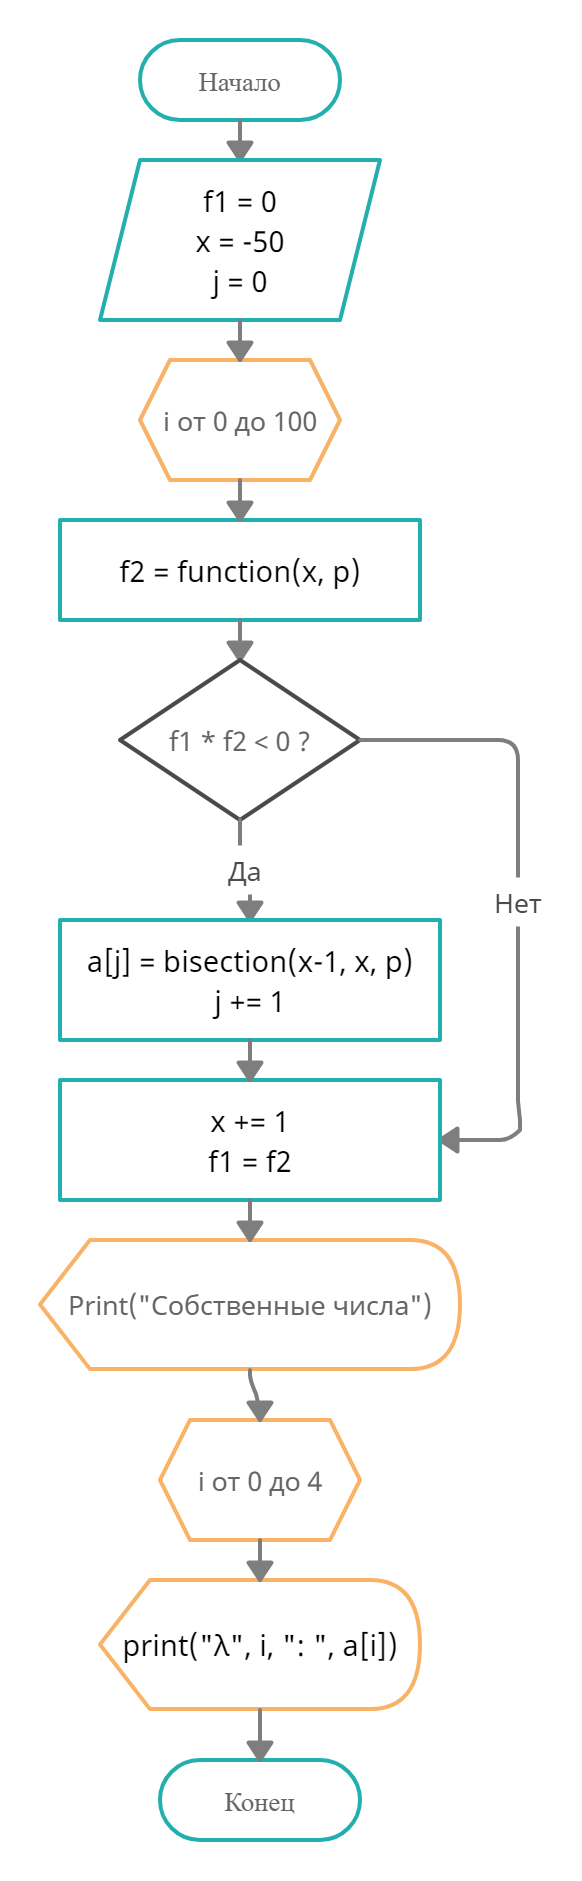 Начало
f1 = 0
x = -50
j = 0
i от 0 до 100
f2 = function(x, p)
f1 * f2 < 0 ?
Да
Нет
a[j] = bisection(x-1, x, p)
j += 1
x += 1
f1 = f2
Print("Собственные числа")
i от 0 до 4
print("λ", i, ": ", a[i])
Конец